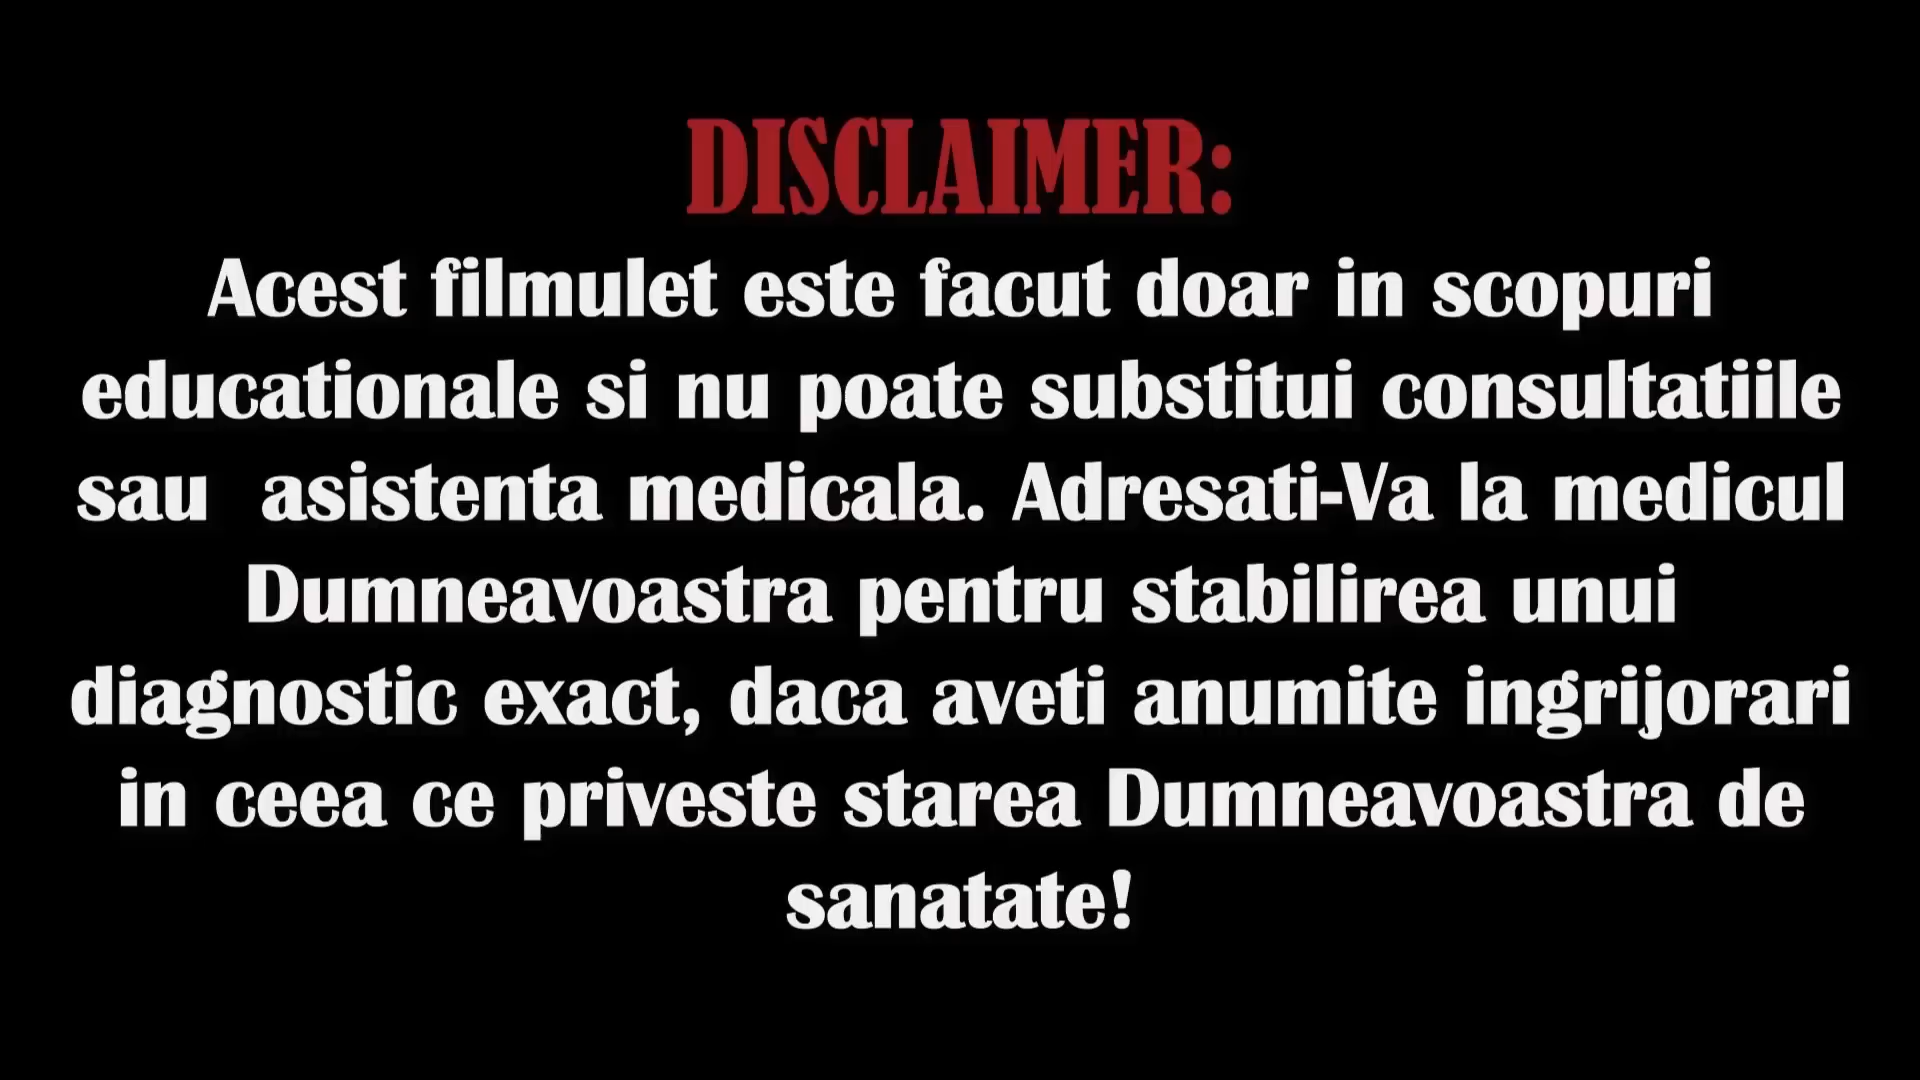 DISCLAIMER:
Acest filmulet este facut doar in scopuri
educationale si nu poate substitui consultatiile
sau  asistenta medicala. Adresati-Va la medicul
Dumneavoastra pentru stabilirea unui
diagnostic exact, daca aveti anumite ingrijorari
in ceea ce priveste starea Dumneavoastra de
sanatate!